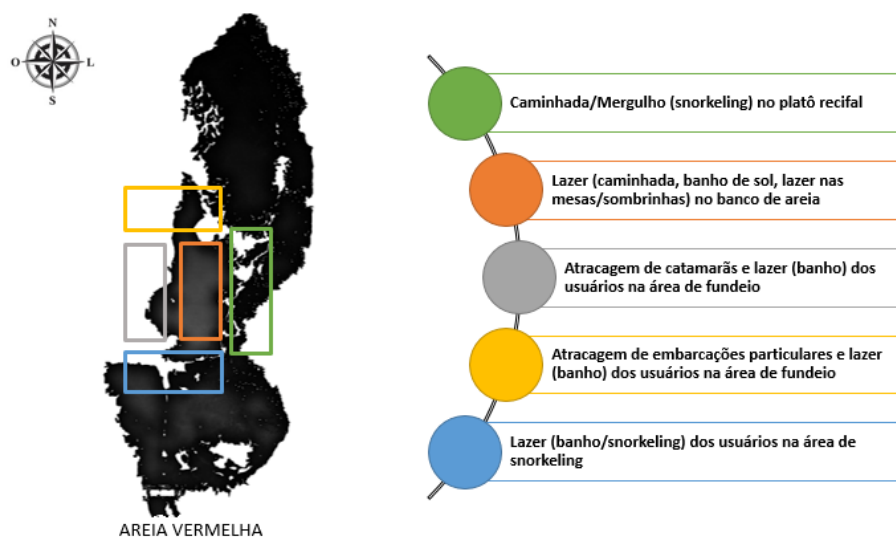 N
O
L
S
AREIA VERMELHA
Caminhada/Mergulho (snorkeling) no platô recifal
Lazer (caminhada, banho de sol, lazer nas
mesas/sombrinhas) no banco de areia
Atracagem de catamarãs e lazer (banho) dos
usuários na área de fundeio
Atracagem de embarcações particulares e lazer
(banho) dos usuários na área de fundeio
Lazer (banho/snorkeling) dos usuários na área de
snorkeling